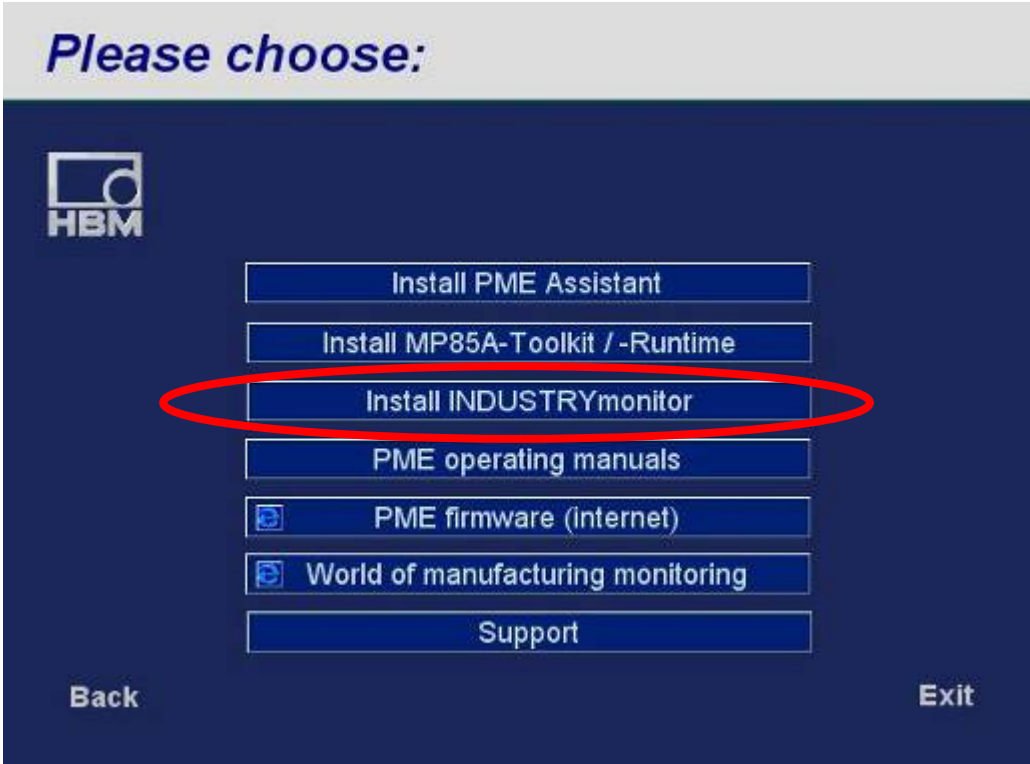 Please choose:
HBM
Install PME Assistant
Install MP85A-Toolkit / -Runtime
Install INDUSTRYmonitor
PME operating manuals
PME firmware (internet)
World of manufacturing monitoring
Support
Back
Exit